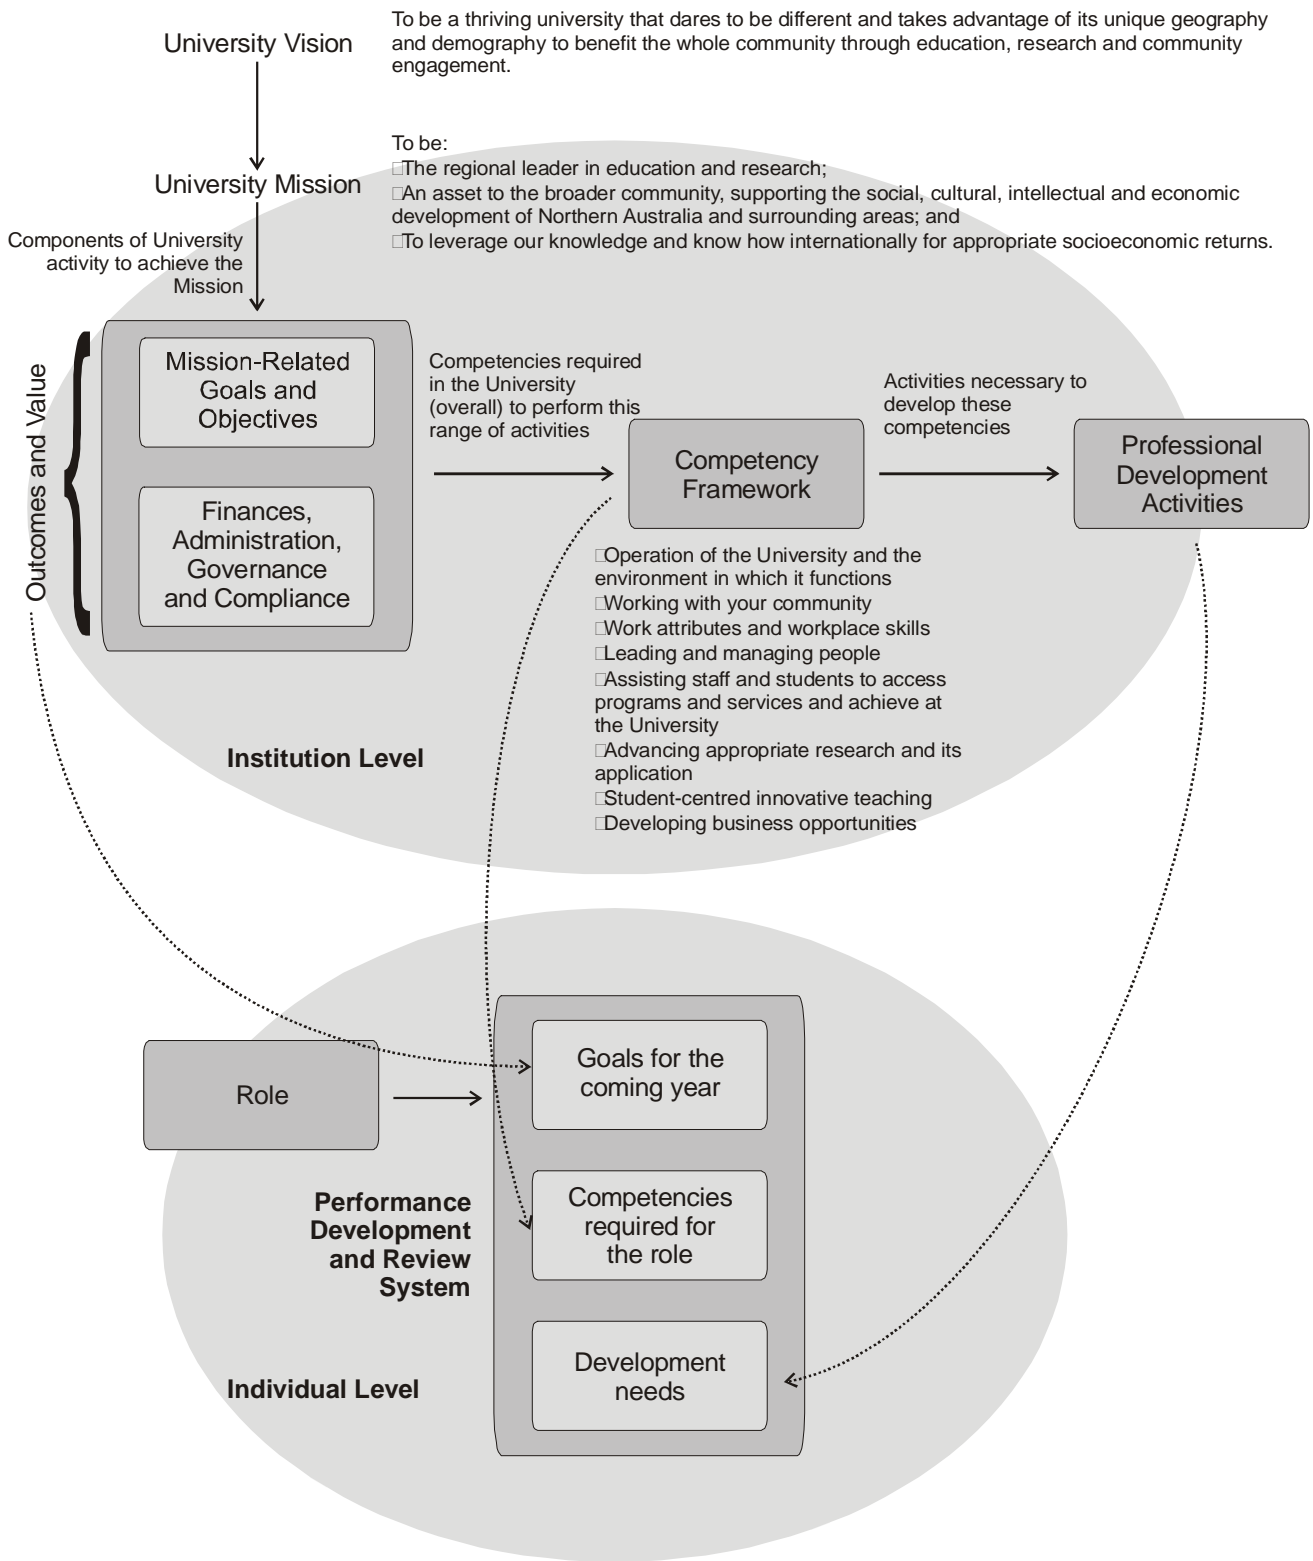 University Vision
To be a thriving university that dares to be different and takes advantage of its unique geography
and demography to benefit the whole community through education, research and community
engagement.
University Mission
To be:
□The regional leader in education and research;
□An asset to the broader community, supporting the social, cultural, intellectual and economic
development of Northern Australia and surrounding areas; and
□To leverage our knowledge and know how internationally for appropriate socioeconomic returns.
Components of University
activity to achieve the
Mission
Outcomes and Value
Mission-Related
Goals and
Objectives
Finances,
Administration,
Governance
and Compliance
Competencies required
in the University
(overall) to perform this
range of activities
Competency
Framework
Activities necessary to
develop these
competencies
Professional
Development
Activities
□Operation of the University and the
environment in which it functions
□Working with your community
□Work attributes and workplace skills
□Leading and managing people
□Assisting staff and students to access
programs and services and achieve at
the University
□Advancing appropriate research and its
application
□Student-centred innovative teaching
□Developing business opportunities
Institution Level
Role
Goals for the
coming year
Performance
Development
and Review
System
Competencies
required for
the role
Development
needs
Individual Level